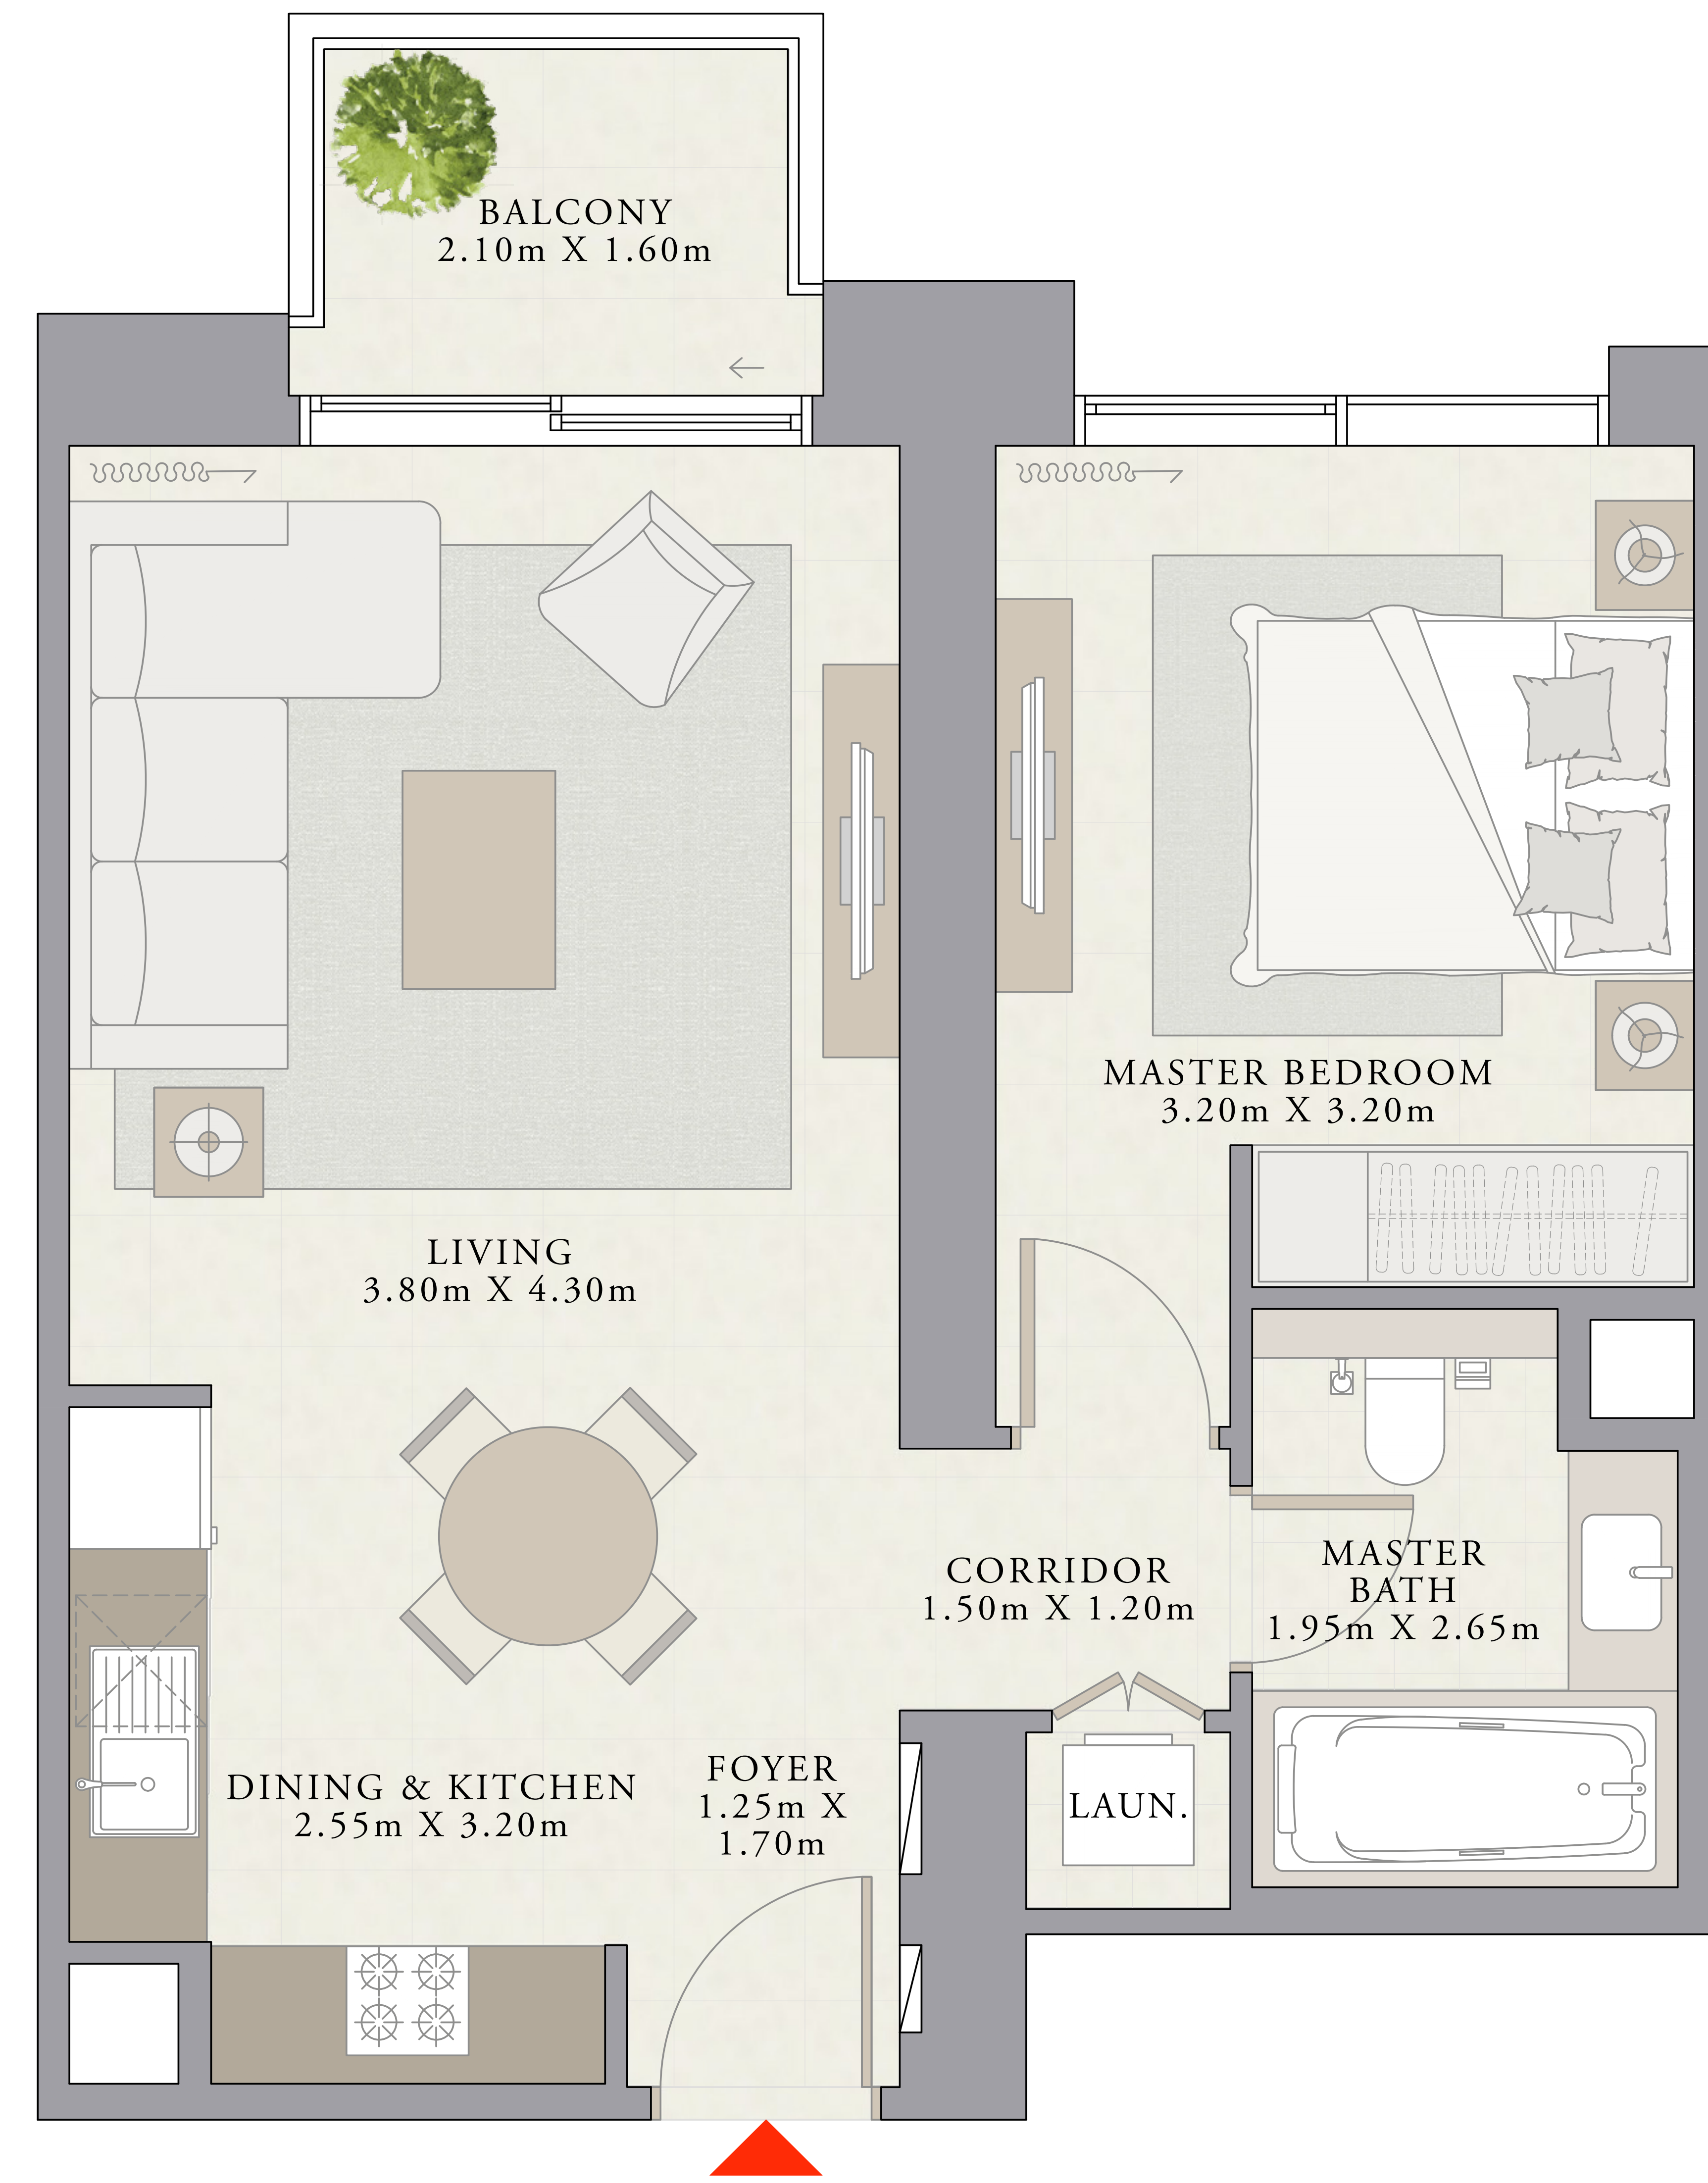 BALCONY
2.10m X 1.60m
MASTER BEDROOM
3.20m X 3.20m
LIVING
3.80m X 4.30m
CORRIDOR
1.50m X 1.20m
MASTER
BATH
1.95m X 2.65m
DINING & KITCHEN
2.55m X 3.20m
FOYER
1.25m X
1.70m
LAUN.